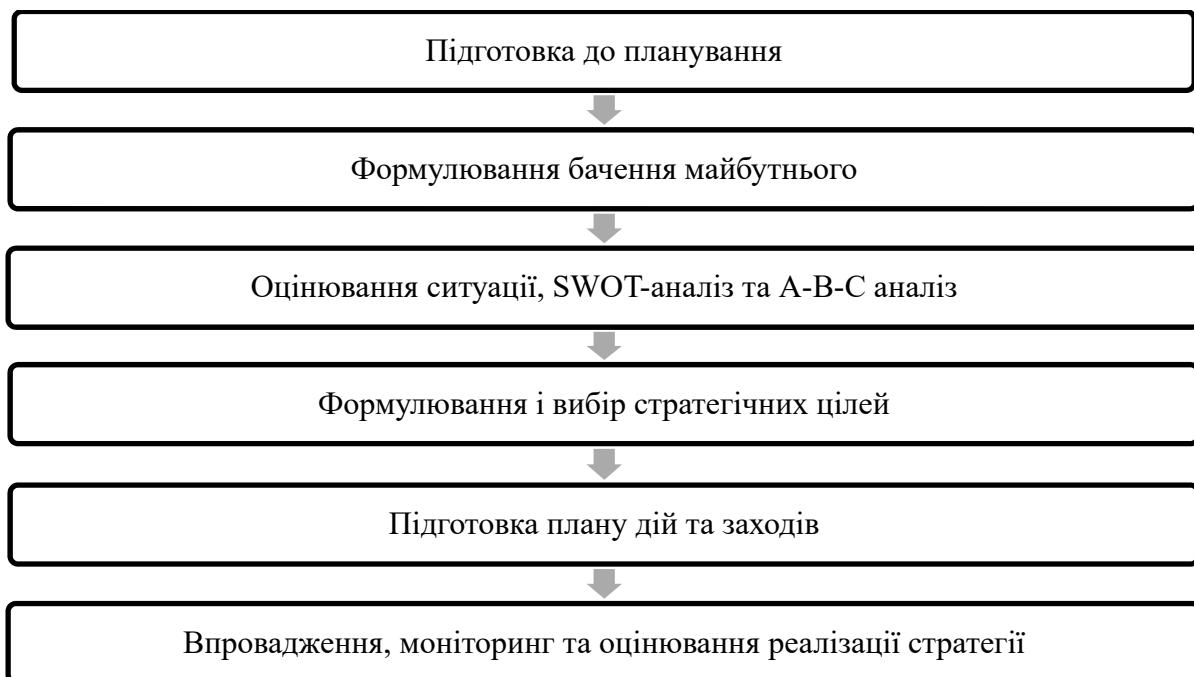 Підготовка до планування
Формулювання бачення майбутнього
Оцінювання ситуації, SWOT-аналіз та A-B-C аналіз
Формулювання і вибір стратегічних цілей
Підготовка плану дій та заходів
Впровадження, моніторинг та оцінювання реалізації стратегії